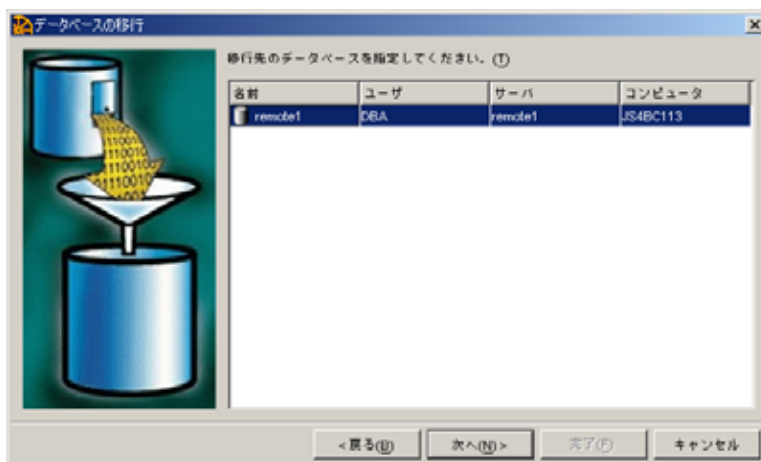 データベースの移行
移行先のデータベースを指定してください。(T)
名前 ユーザ サーバ コンピュータ
remote1 DBA remote1 JS4BC113
<戻る(B) 次へ(N)> 完了(F) キャンセル